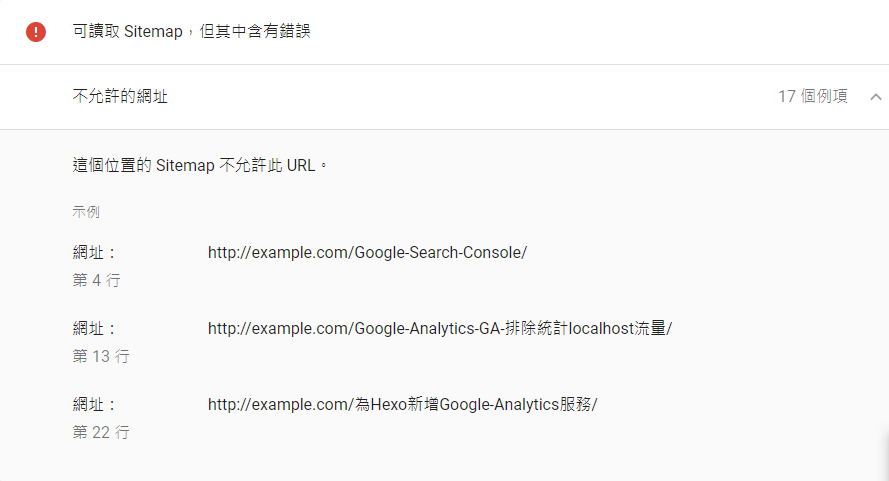 可讀取 Sitemap，但其中含有錯誤
不允許的網址 17 個例項
這個位置的 Sitemap 不允許此 URL。
示例
網址： http://example.com/Google-Search-Console/
第 4 行
網址： http://example.com/Google-Analytics-GA-排除統計localhost流量/
第 13 行
網址： http://example.com/為Hexo新增Google-Analytics服務/
第 22 行